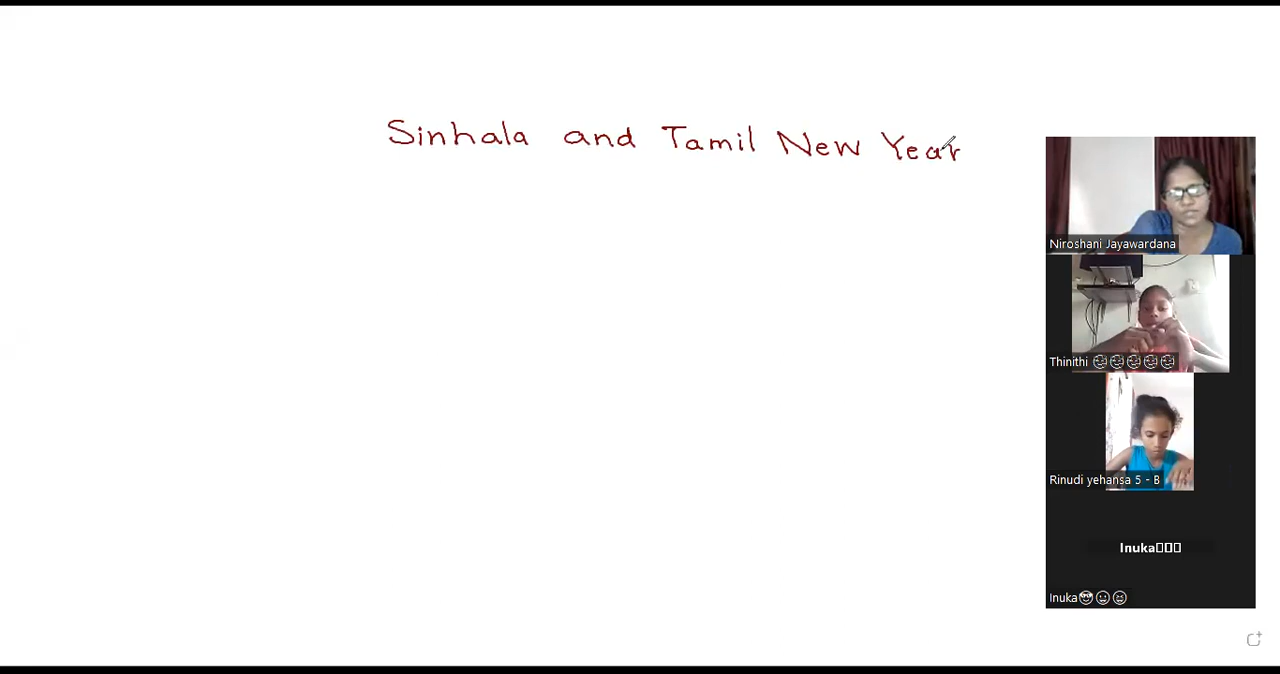 Sinhala and Tamil New Year
Niroshani Jayawardana
Thinithi
Rinudi yehansa 5 - B
Inuka
Inuka